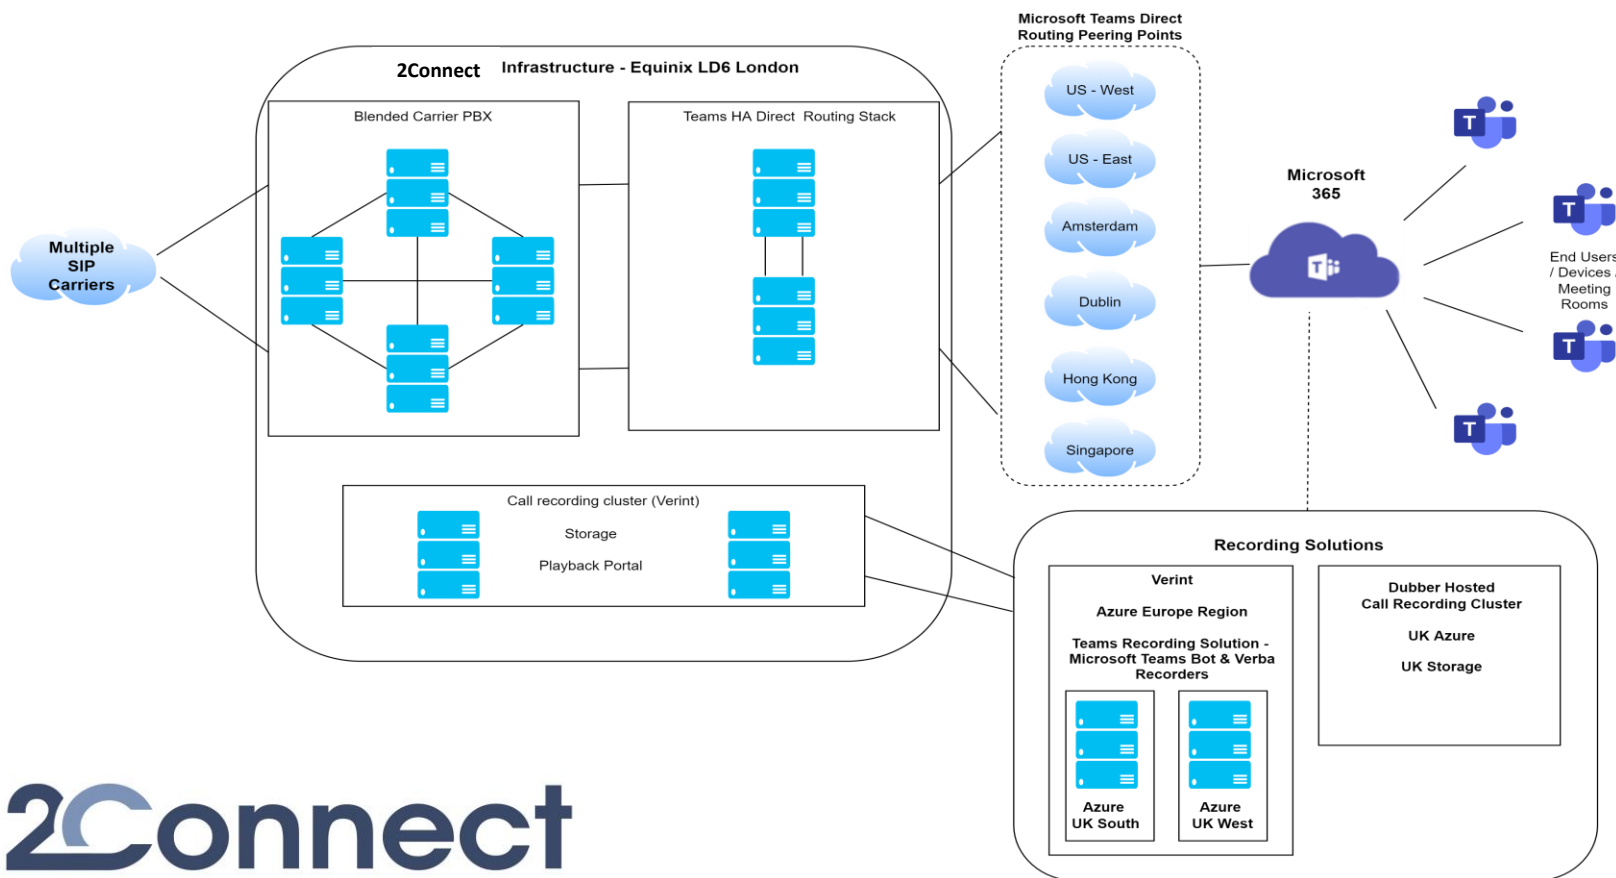 Microsoft Teams Direct
Routing Peering Points
2Connect Infrastructure - Equinix LD6 London
Blended Carrier PBX
Teams HA Direct Routing Stack
Multiple
SIP
Carriers
US - West
US - East
Amsterdam
Dublin
Hong Kong
Singapore
Microsoft
365
T
T
T
End Users
/ Devices /
Meeting
Rooms
T
T
Call recording cluster (Verint)
Storage
Playback Portal
Recording Solutions
Verint
Azure Europe Region
Teams Recording Solution -
Microsoft Teams Bot & Verba
Recorders
Azure
UK South
Azure
UK West
Dubber Hosted
Call Recording Cluster
UK Azure
UK Storage
2Connect